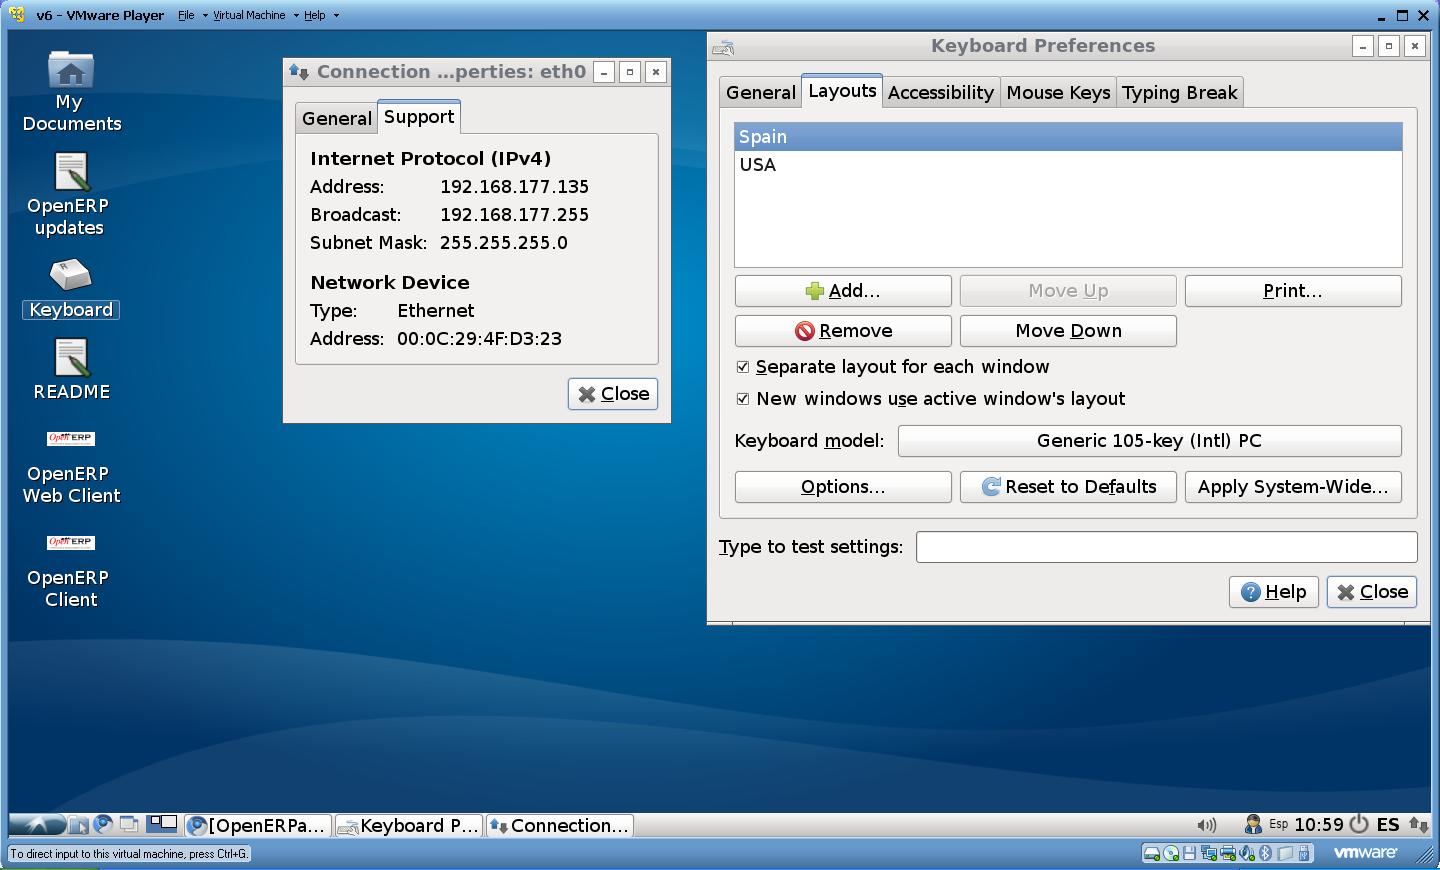 v6 - VMware Player File Virtual Machine Help
My
Documents
OpenERP
updates
Keyboard
README
OpenERP
OpenERP
Web Client
OpenERP
OpenERP
Client
Connection ...perties: eth0
General Support
Internet Protocol (IPv4)
Address: 192.168.177.135
Broadcast: 192.168.177.255
Subnet Mask: 255.255.255.0
Network Device
Type: Ethernet
Address: 00:0C:29:4F:D3:23
Close
Keyboard Preferences
General Layouts Accessibility Mouse Keys Typing Break
Spain
USA
Add... Move Up Print...
Remove Move Down
Separate layout for each window
New windows use active window's layout
Keyboard model: Generic 105-key (Intl) PC
Options... Reset to Defaults Apply System-Wide...
Type to test settings:
Help Close
[OpenERPa... Keyboard P... Connection... Esp 10:59 ES
To direct input to this virtual machine, press Ctrl+G. vmware